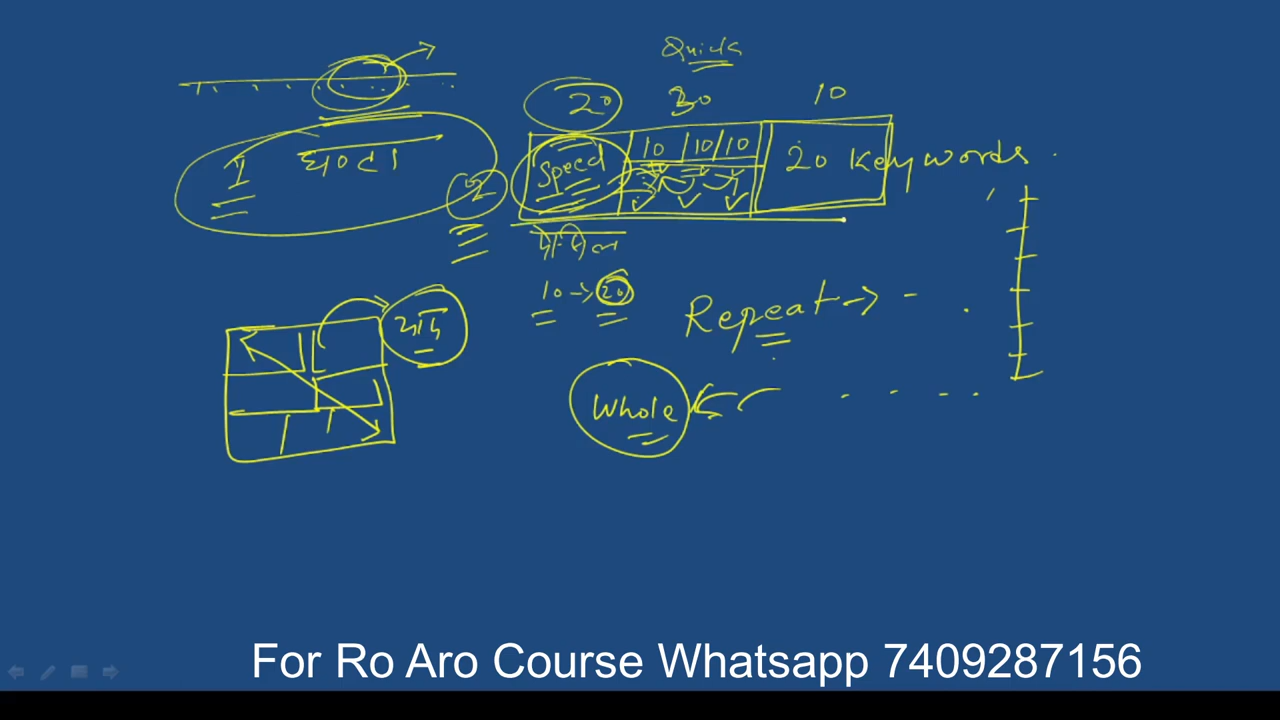 Quick
20 30 10
I घण्टा
2 Speed 10 10 10 20 Keywords
पेन्सिल
10 → 20
Repeat →
Whole
For Ro Aro Course Whatsapp 7409287156